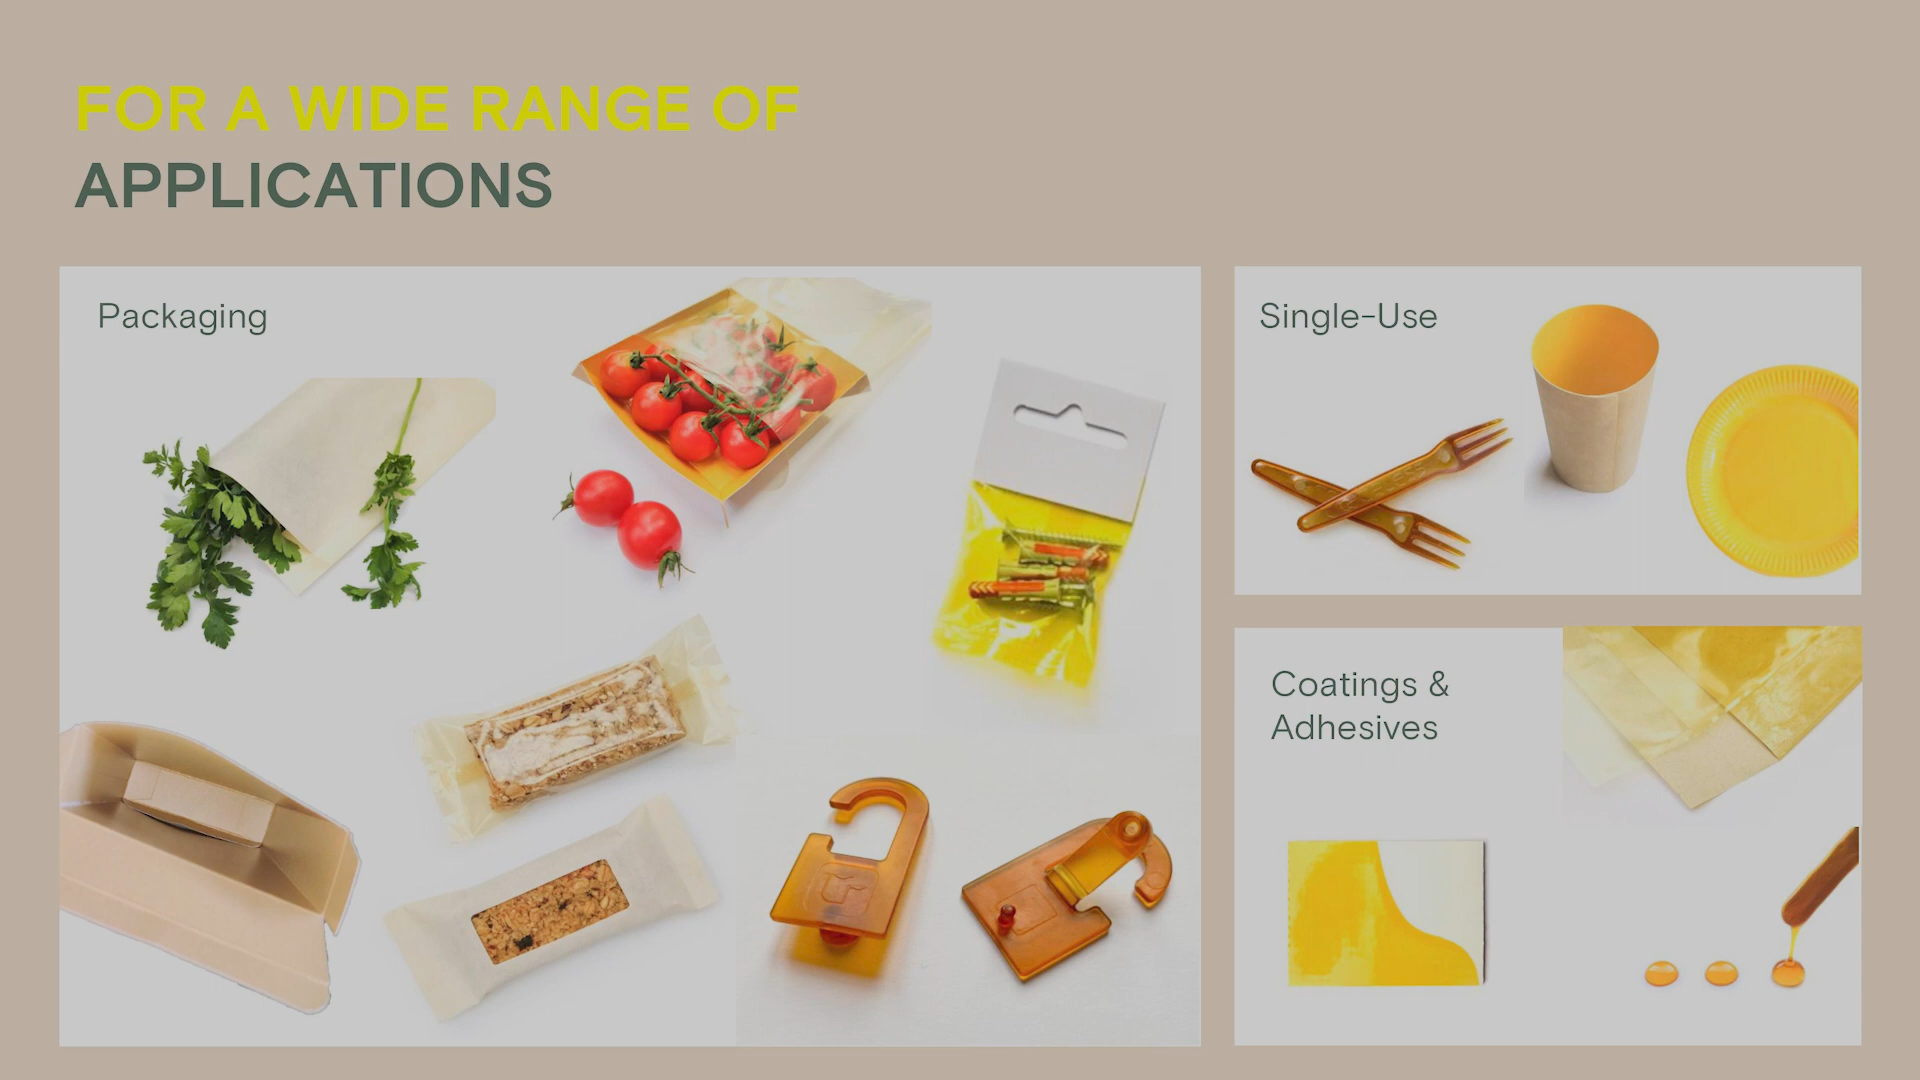 FOR A WIDE RANGE OF
APPLICATIONS
Packaging
Single-Use
Coatings &
Adhesives